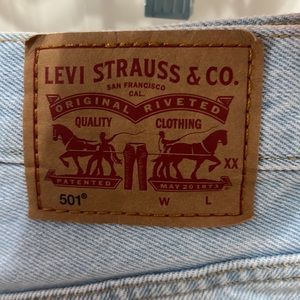 LEVI STRAUSS & CO.
SAN FRANCISCO
CAL.
ORIGINAL RIVETED
QUALITY CLOTHING
XX
PATENTED MAY 20 1873
501® W L